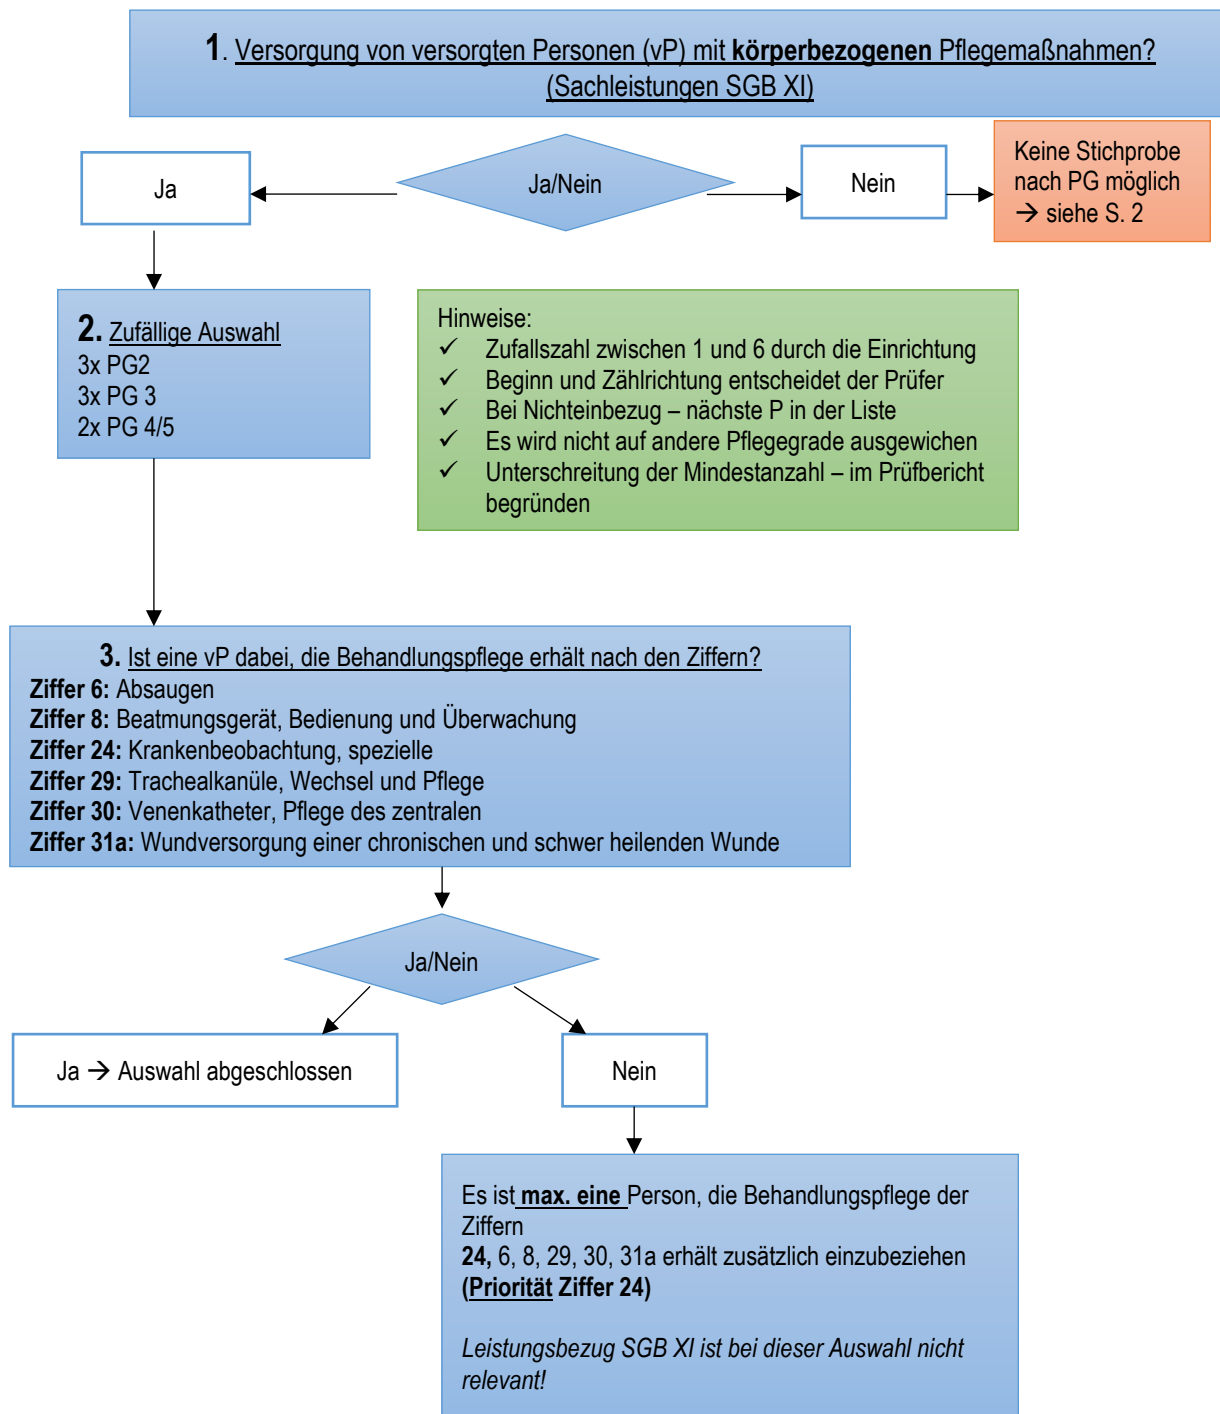 1. Versorgung von versorgten Personen (vP) mit körperbezogenen Pflegemaßnahmen?
(Sachleistungen SGB XI)
Ja
Ja/Nein
Nein
Keine Stichprobe
nach PG möglich
→ siehe S. 2
2. Zufällige Auswahl
3x PG2
3x PG 3
2x PG 4/5
Hinweise:
✓ Zufallszahl zwischen 1 und 6 durch die Einrichtung
✓ Beginn und Zählrichtung entscheidet der Prüfer
✓ Bei Nichteinbezug – nächste P in der Liste
✓ Es wird nicht auf andere Pflegegrade ausgewichen
✓ Unterschreitung der Mindestanzahl – im Prüfbericht
begründen
3. Ist eine vP dabei, die Behandlungspflege erhält nach den Ziffern?
Ziffer 6: Absaugen
Ziffer 8: Beatmungsgerät, Bedienung und Überwachung
Ziffer 24: Krankenbeobachtung, spezielle
Ziffer 29: Trachealkanüle, Wechsel und Pflege
Ziffer 30: Venenkatheter, Pflege des zentralen
Ziffer 31a: Wundversorgung einer chronischen und schwer heilenden Wunde
Ja/Nein
Ja → Auswahl abgeschlossen
Nein
Es ist max. eine Person, die Behandlungspflege der
Ziffern
24, 6, 8, 29, 30, 31a erhält zusätzlich einzubeziehen
(Priorität Ziffer 24)
Leistungsbezug SGB XI ist bei dieser Auswahl nicht
relevant!